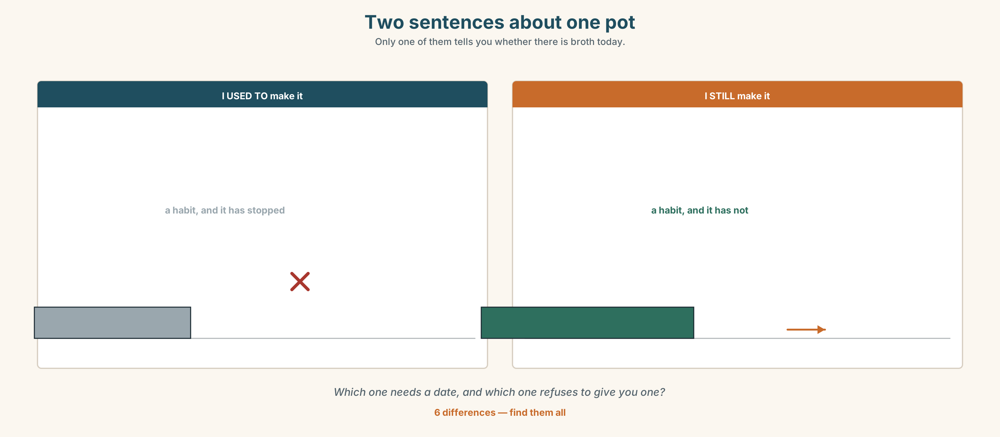 Two sentences about one pot
Only one of them tells you whether there is broth today.
I USED TO make it
a habit, and it has stopped
I STILL make it
a habit, and it has not
Which one needs a date, and which one refuses to give you one?
6 differences — find them all